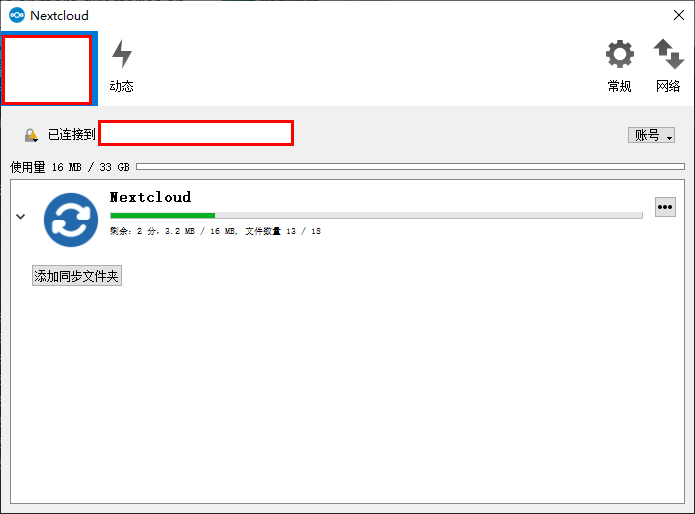 Nextcloud
动态
常规
网络
已连接到
账号
使用量 16 MB / 33 GB
Nextcloud
剩余: 2 分, 3.2 MB / 16 MB, 文件数量 13 / 18
添加同步文件夹